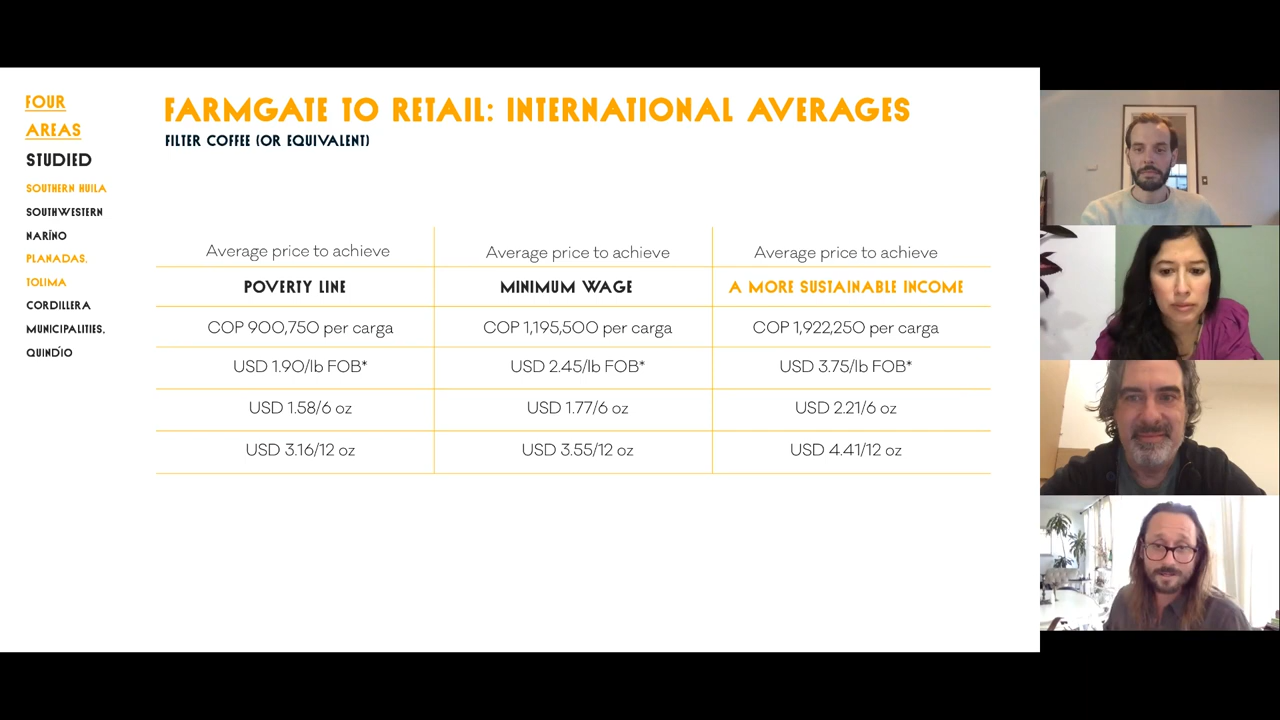 FOUR
AREAS
STUDIED
SOUTHERN HUILA
SOUTHWESTERN
NARIÑO
PLANADAS,
TOLIMA
CORDILLERA
MUNICIPALITIES,
QUINDÍO
FARMGATE TO RETAIL: INTERNATIONAL AVERAGES
FILTER COFFEE (OR EQUIVALENT)
Average price to achieve Average price to achieve Average price to achieve
POVERTY LINE MINIMUM WAGE A MORE SUSTAINABLE INCOME
COP 900,750 per carga COP 1,195,500 per carga COP 1,922,250 per carga
USD 1.90/lb FOB* USD 2.45/lb FOB* USD 3.75/lb FOB*
USD 1.58/6 oz USD 1.77/6 oz USD 2.21/6 oz
USD 3.16/12 oz USD 3.55/12 oz USD 4.41/12 oz